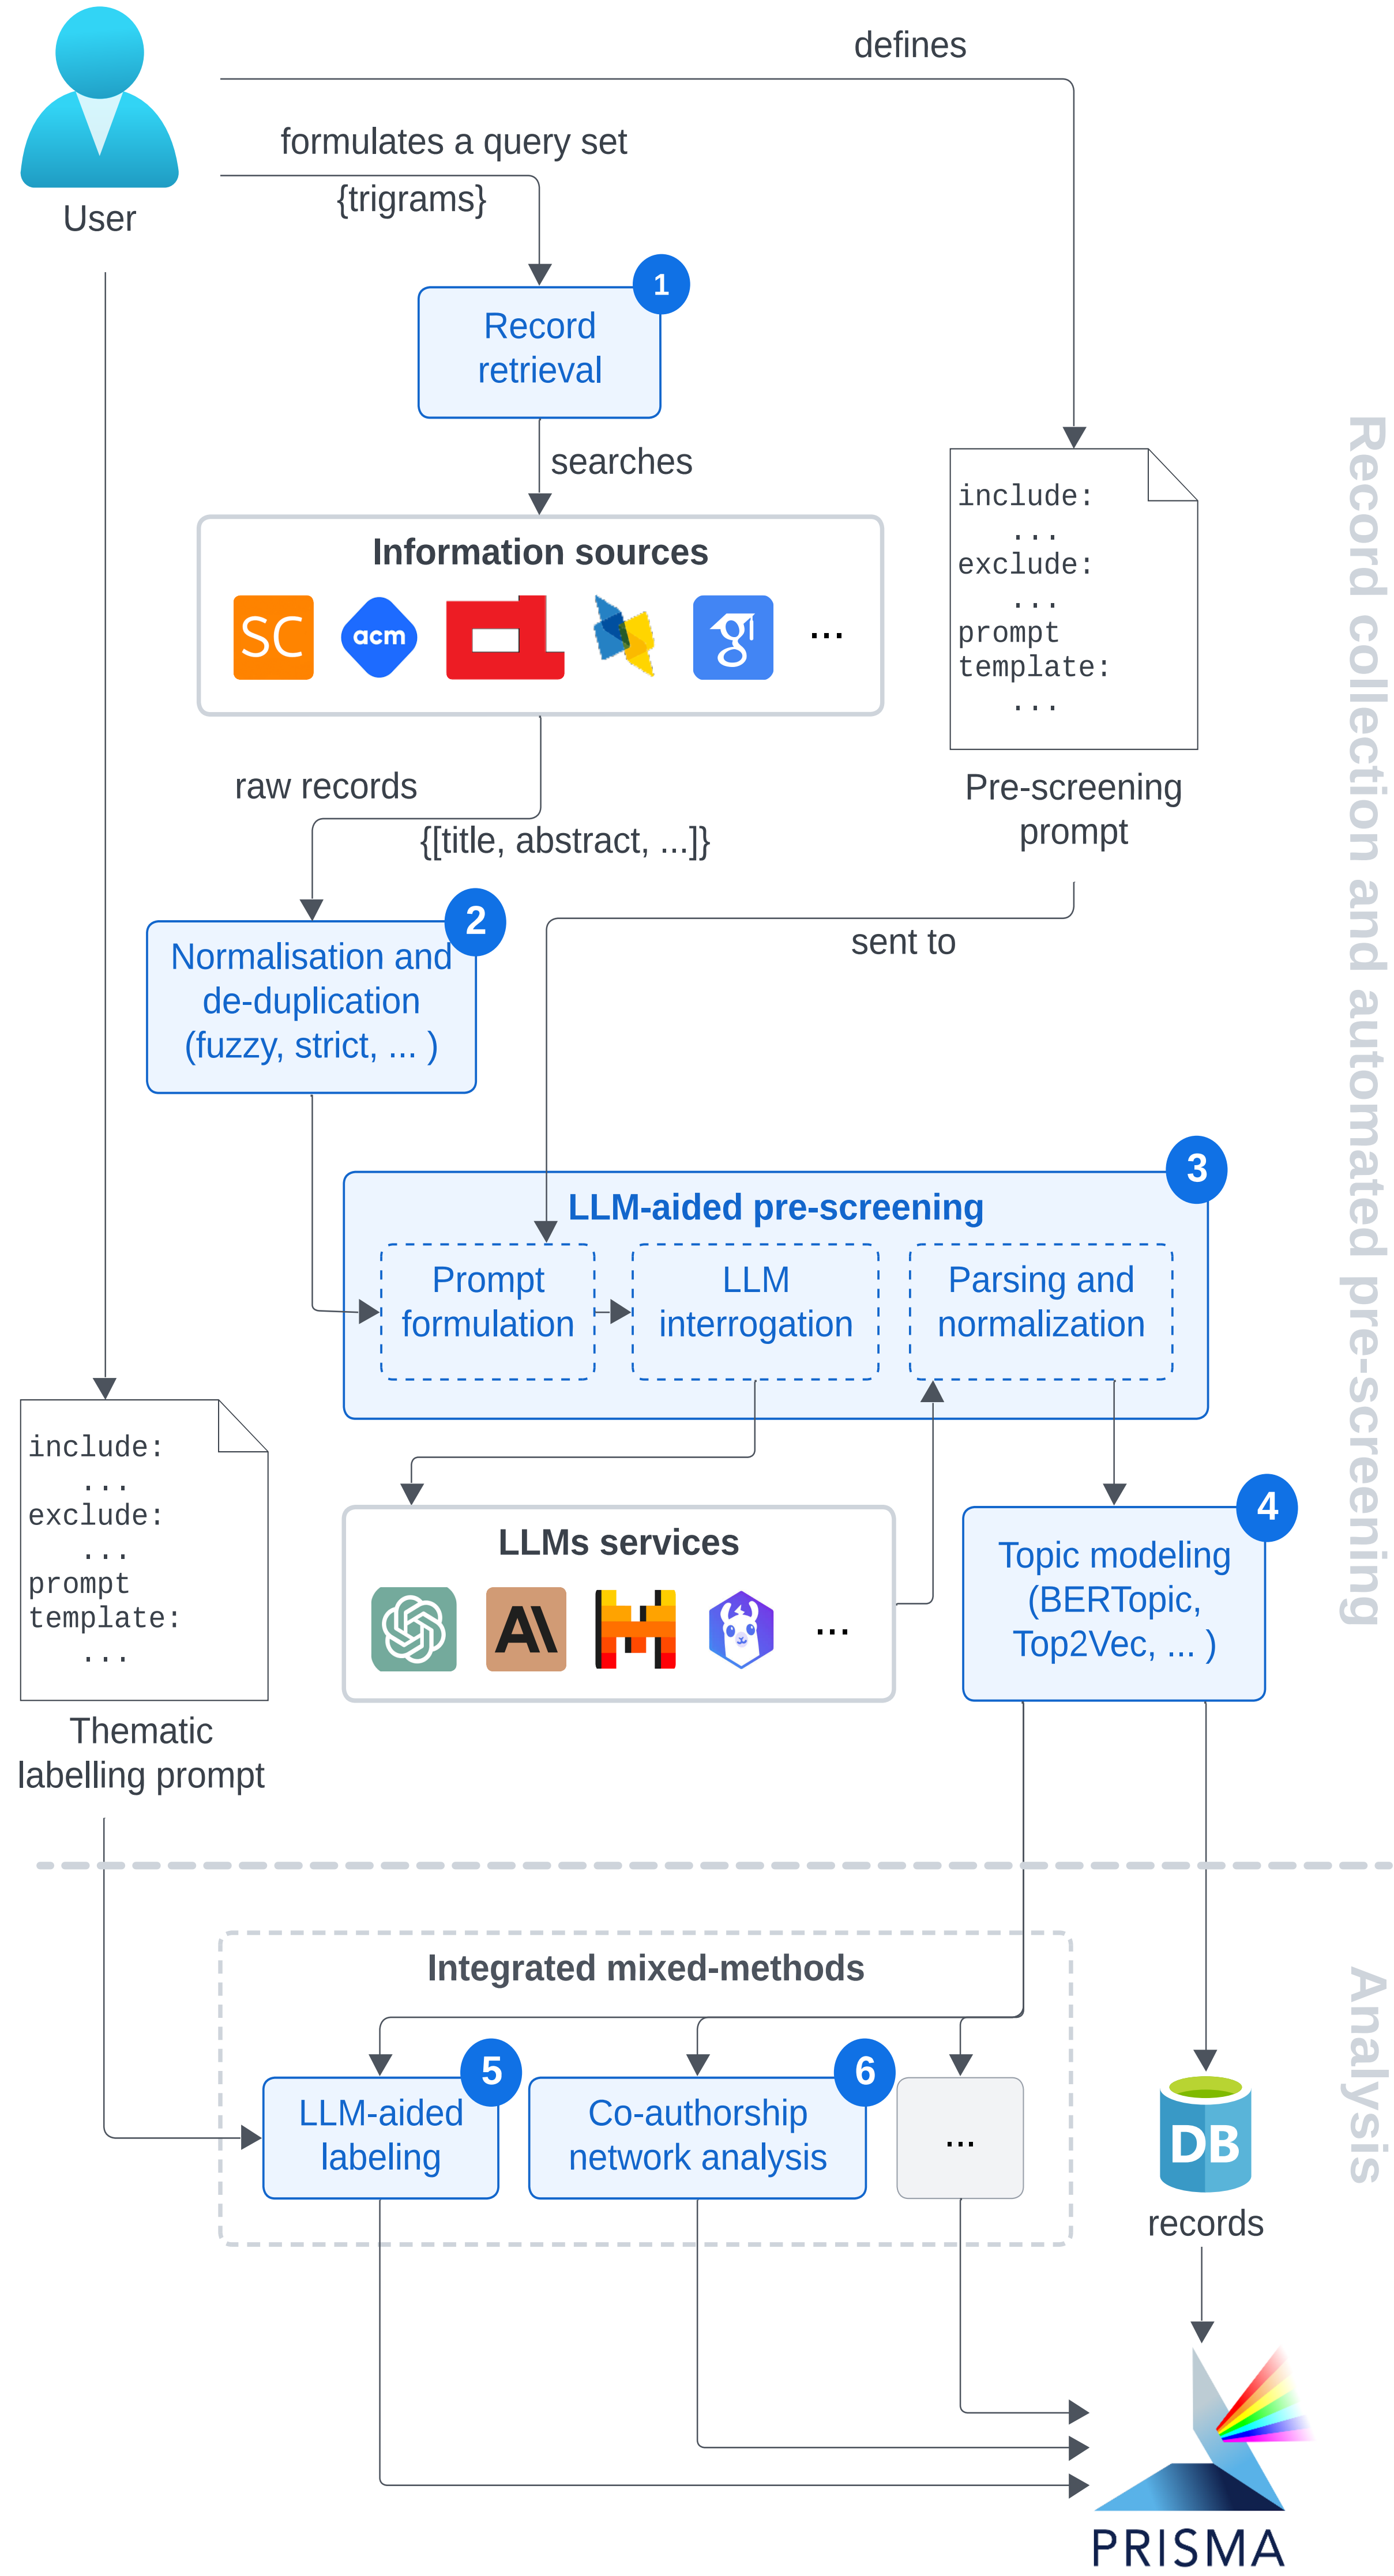 defines
formulates a query set
{trigrams}
User
1
Record
retrieval
searches
Information sources
SC
acm
...
include:
...
exclude:
...
prompt
template:
...
Pre-screening
prompt
raw records
{[title, abstract, ...]}
sent to
2
Normalisation and
de-duplication
(fuzzy, strict, ... )
3
LLM-aided pre-screening
Prompt
formulation
LLM
interrogation
Parsing and
normalization
include:
...
exclude:
...
prompt
template:
...
Thematic
labelling prompt
LLMs services
...
4
Topic modeling
(BERTopic,
Top2Vec, ... )
Record collection and automated pre-screening
Integrated mixed-methods
5
LLM-aided
labeling
6
Co-authorship
network analysis
...
DB
records
Analysis
PRISMA